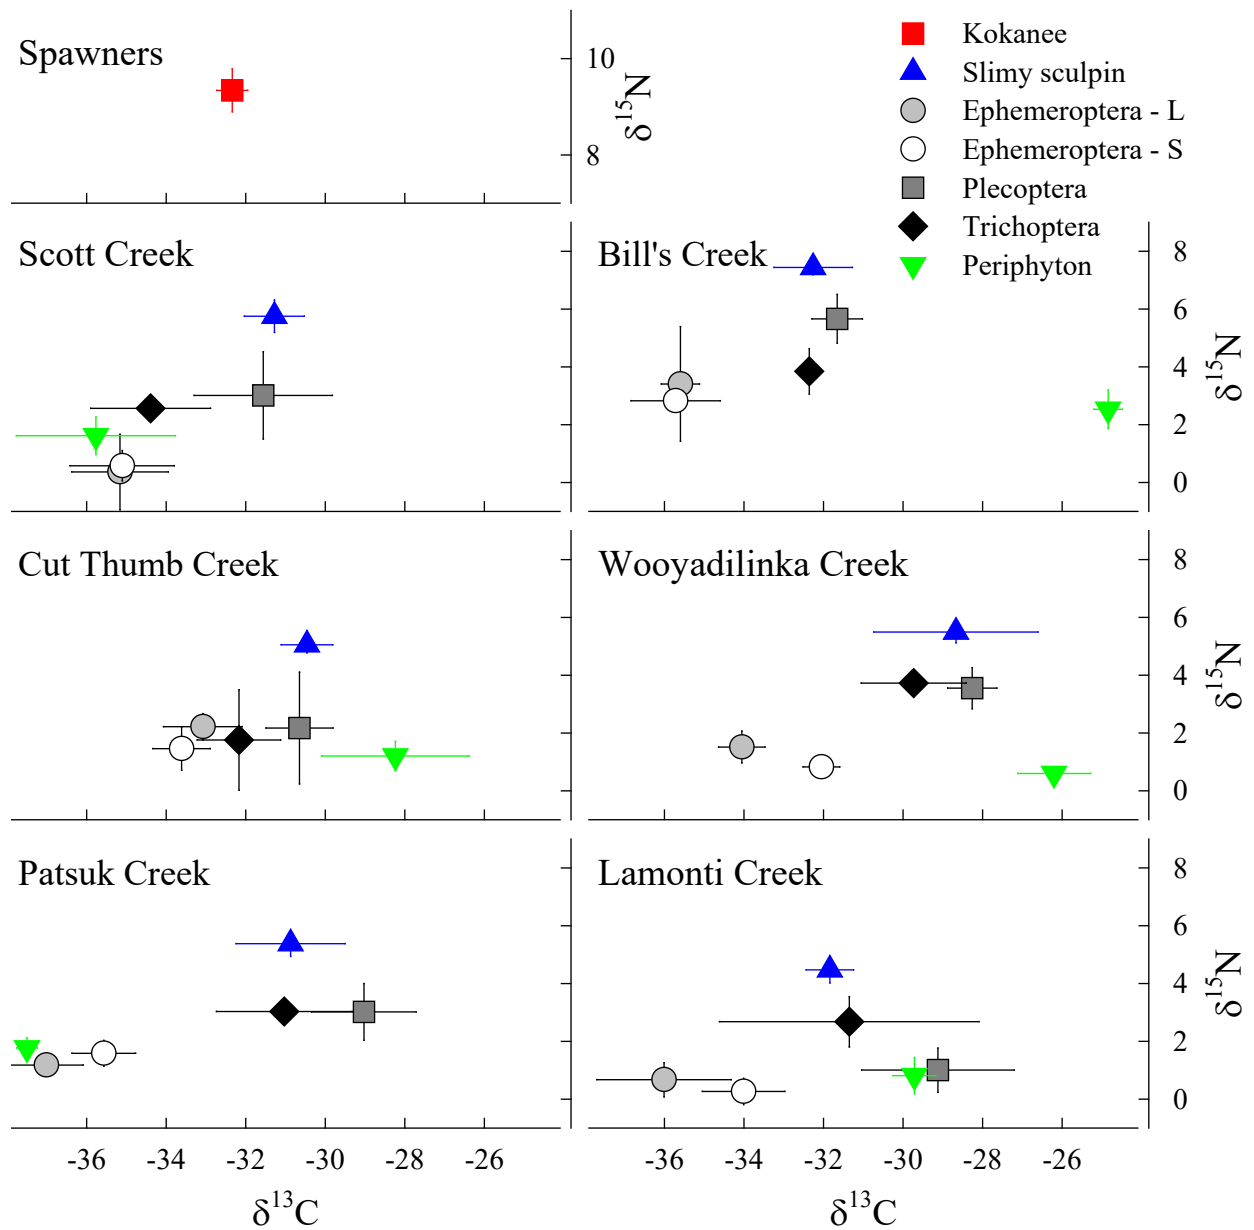 Spawners
10
8
δ15N
Kokanee
Slimy sculpin
Ephemeroptera - L
Ephemeroptera - S
Plecoptera
Trichoptera
Periphyton
Scott Creek
Bill's Creek
8
6
4
2
0
δ15N
Cut Thumb Creek
Wooyadilinka Creek
8
6
4
2
0
δ15N
Patsuk Creek
Lamonti Creek
8
6
4
2
0
δ15N
-36 -34 -32 -30 -28 -26
-36 -34 -32 -30 -28 -26
δ13C
δ13C